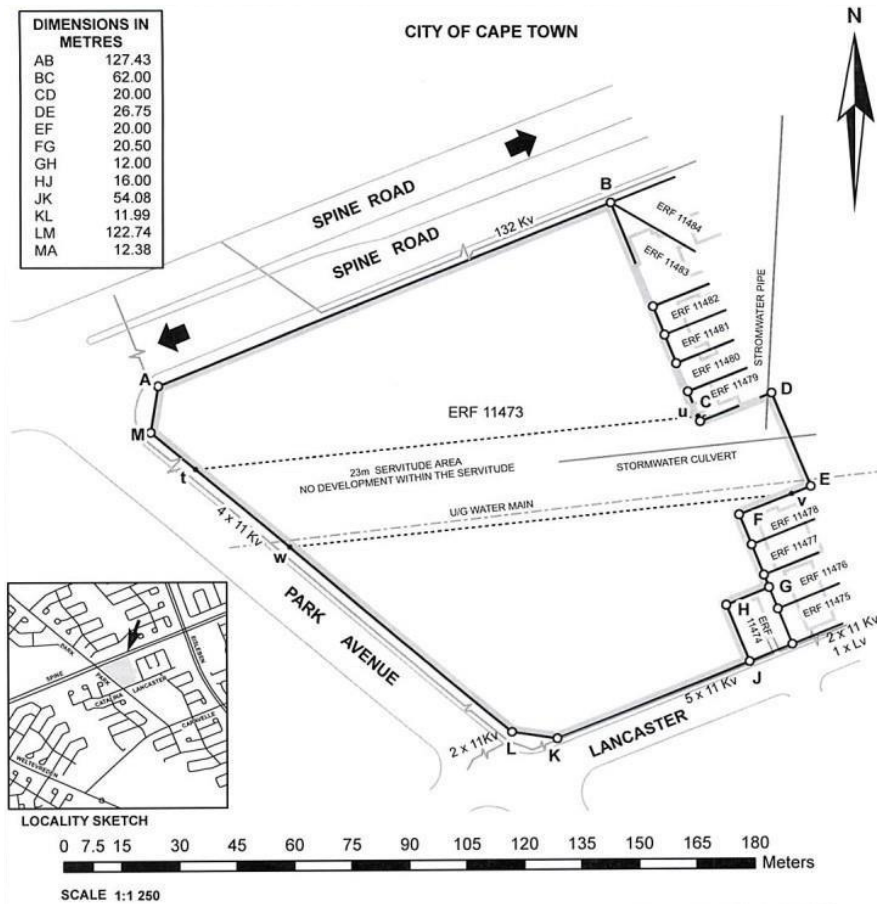 DIMENSIONS IN
METRES
AB 127.43
BC 62.00
CD 20.00
DE 26.75
EF 20.00
FG 20.50
GH 12.00
HJ 16.00
JK 54.08
KL 11.99
LM 122.74
MA 12.38
CITY OF CAPE TOWN
N
SPINE ROAD
SPINE ROAD
132 Kv
B
ERF 11484
ERF 11483
ERF 11482
ERF 11481
ERF 11480
ERF 11479
STROMWATER PIPE
A
M
C
D
u
ERF 11473
23m SERVITUDE AREA
NO DEVELOPMENT WITHIN THE SERVITUDE
STORMWATER CULVERT
t
E
v
U/G WATER MAIN
4 x 11 Kv
w
F
ERF 11478
ERF 11477
ERF 11476
ERF 11475
G
H
ERF
11474
2 x 11 Kv
1 x Lv
J
PARK AVENUE
5 x 11 Kv
LANCASTER
2 x 11Kv
L
K
PARK
SPINE
PARK
CATALINA
LANCASTER
EISLEBEN
CARAVELLE
WELTEVREDEN
LOCALITY SKETCH
0 7.5 15 30 45 60 75 90 105 120 135 150 180
Meters
SCALE 1:1 250